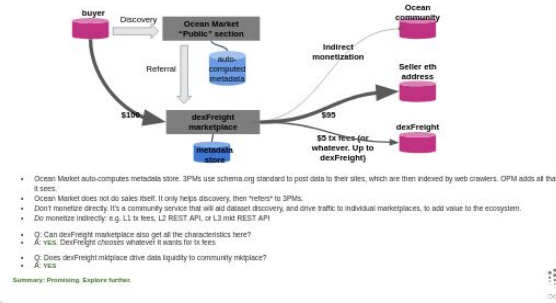 buyer
Discovery
Ocean Market
"Public" section
Ocean
community
auto-
computed
metadata
Indirect
monetization
Referral
Seller eth
address
$100
dexFreight
marketplace
$95
dexFreight
$5 tx fees (or
whatever. Up to
dexFreight)
metadata
store
• Ocean Market auto-computes metadata store. 3PMs use schema.org standard to post data to their sites, which are then indexed by web crawlers. OPM adds all tha
it sees.
• Ocean Market does not do sales itself. It only helps discovery, then *refers* to 3PMs.
• Don't monetize directly. It's a community service that will aid dataset discovery, and drive traffic to individual marketplaces, to add value to the ecosystem.
• Do monetize indirectly: e.g. L1 tx fees, L2 REST API, or L3 mkt REST API
• Q: Can dexFreight marketplace also get all the characteristics here?
• A: YES. DexFreight chooses whatever it wants for tx fees
• Q: Does dexFreight mktplace drive data liquidity to community mktplace?
• A: YES
Summary: Promising. Explore further.